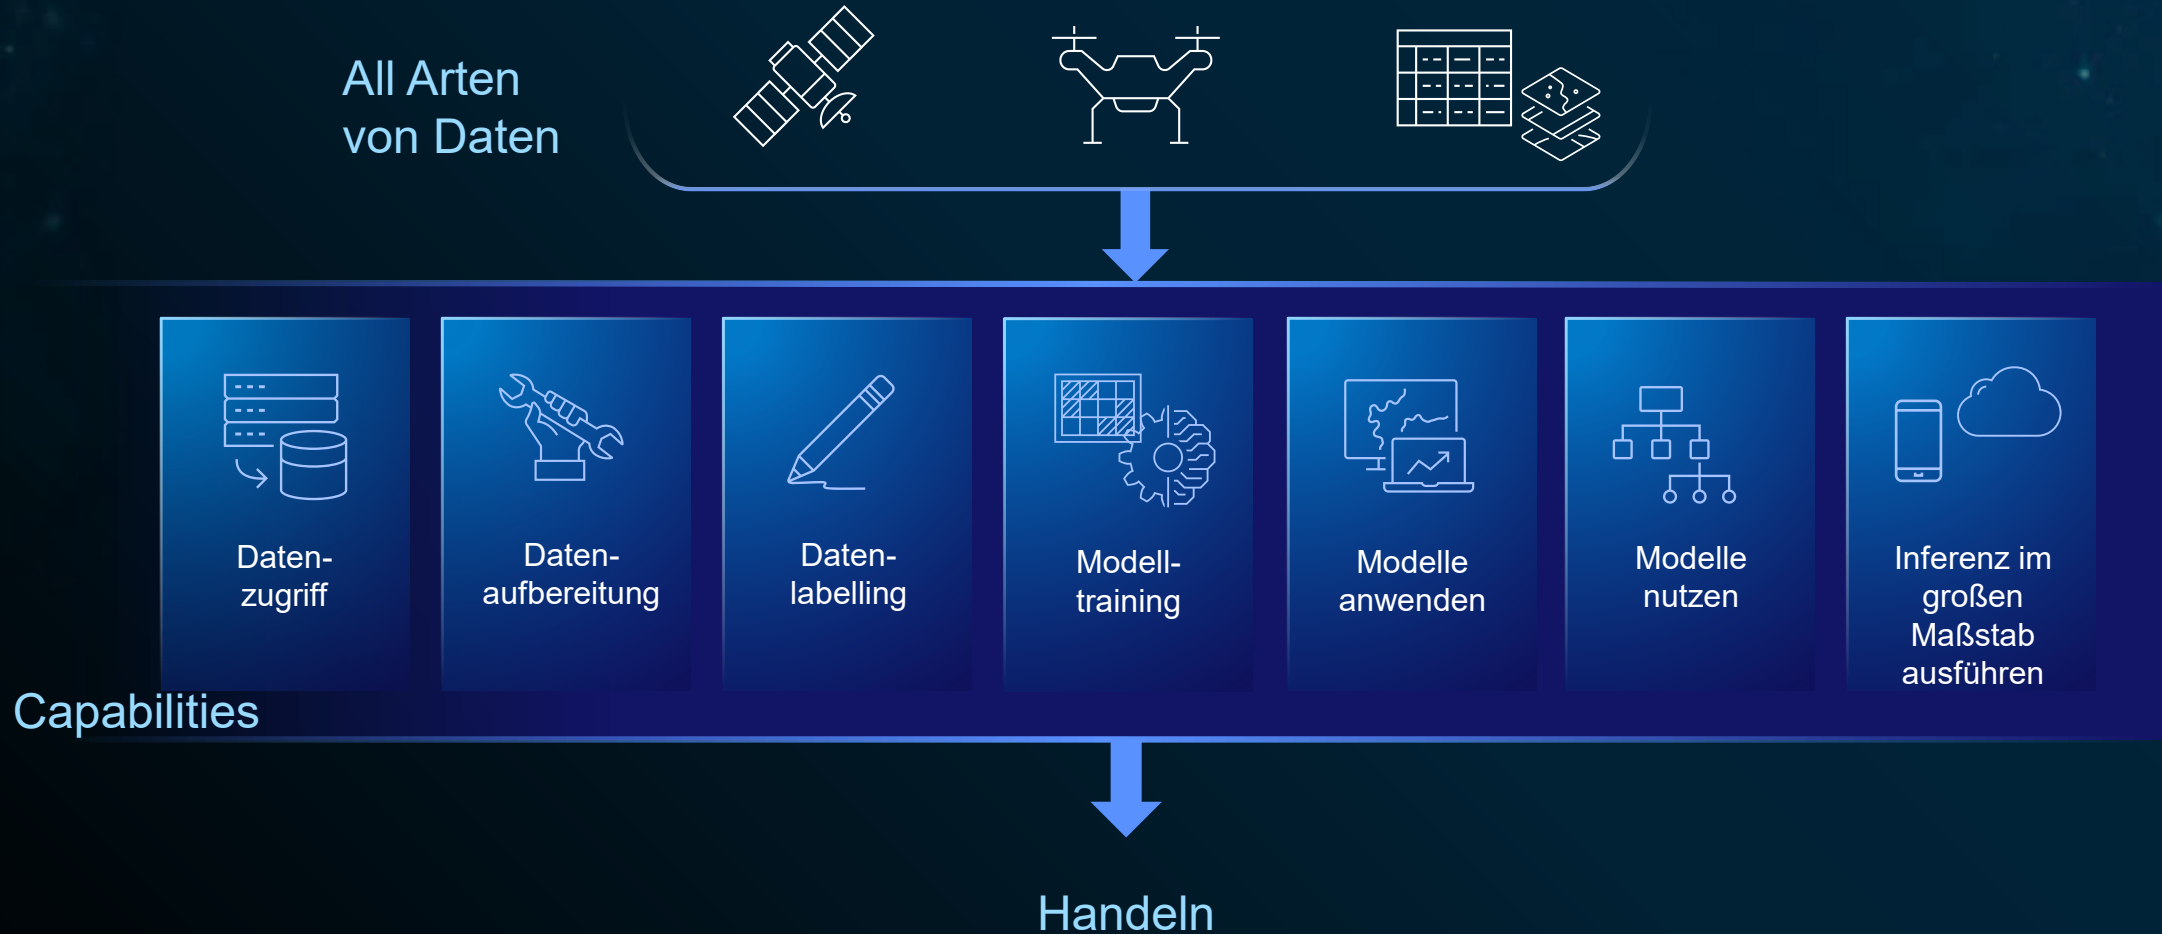 All Arten
von Daten
Daten-
zugriff
Daten-
aufbereitung
Daten-
labelling
Modell-
training
Modelle
anwenden
Modelle
nutzen
Inferenz im
großen
Maßstab
ausführen
Capabilities
Handeln